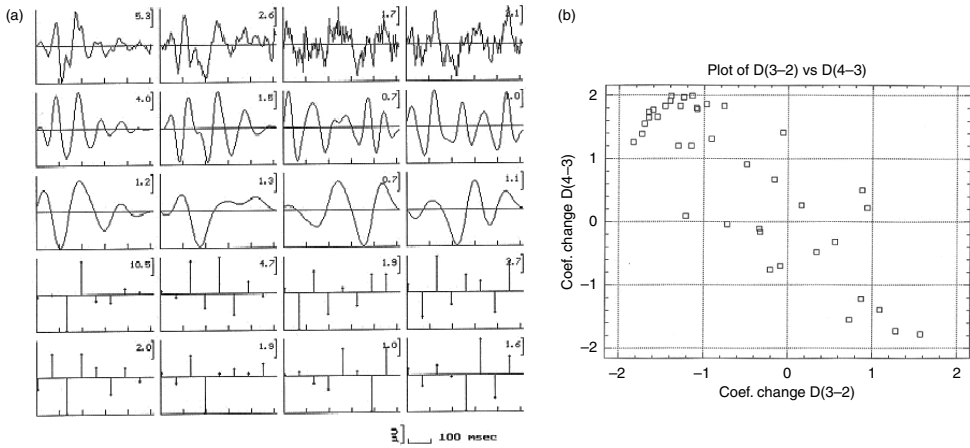 (a)
5.3 2.6 1.7 2.1
4.0 1.5 0.7 1.0
1.2 1.3 0.7 1.1
10.5 4.7 1.9 2.7
2.0 1.9 1.0 1.6
µV 100 msec
(b)
Plot of D(3–2) vs D(4–3)
Coef. change D(4–3)
2
1
0
−1
−2
−2 −1 0 1 2
Coef. change D(3–2)